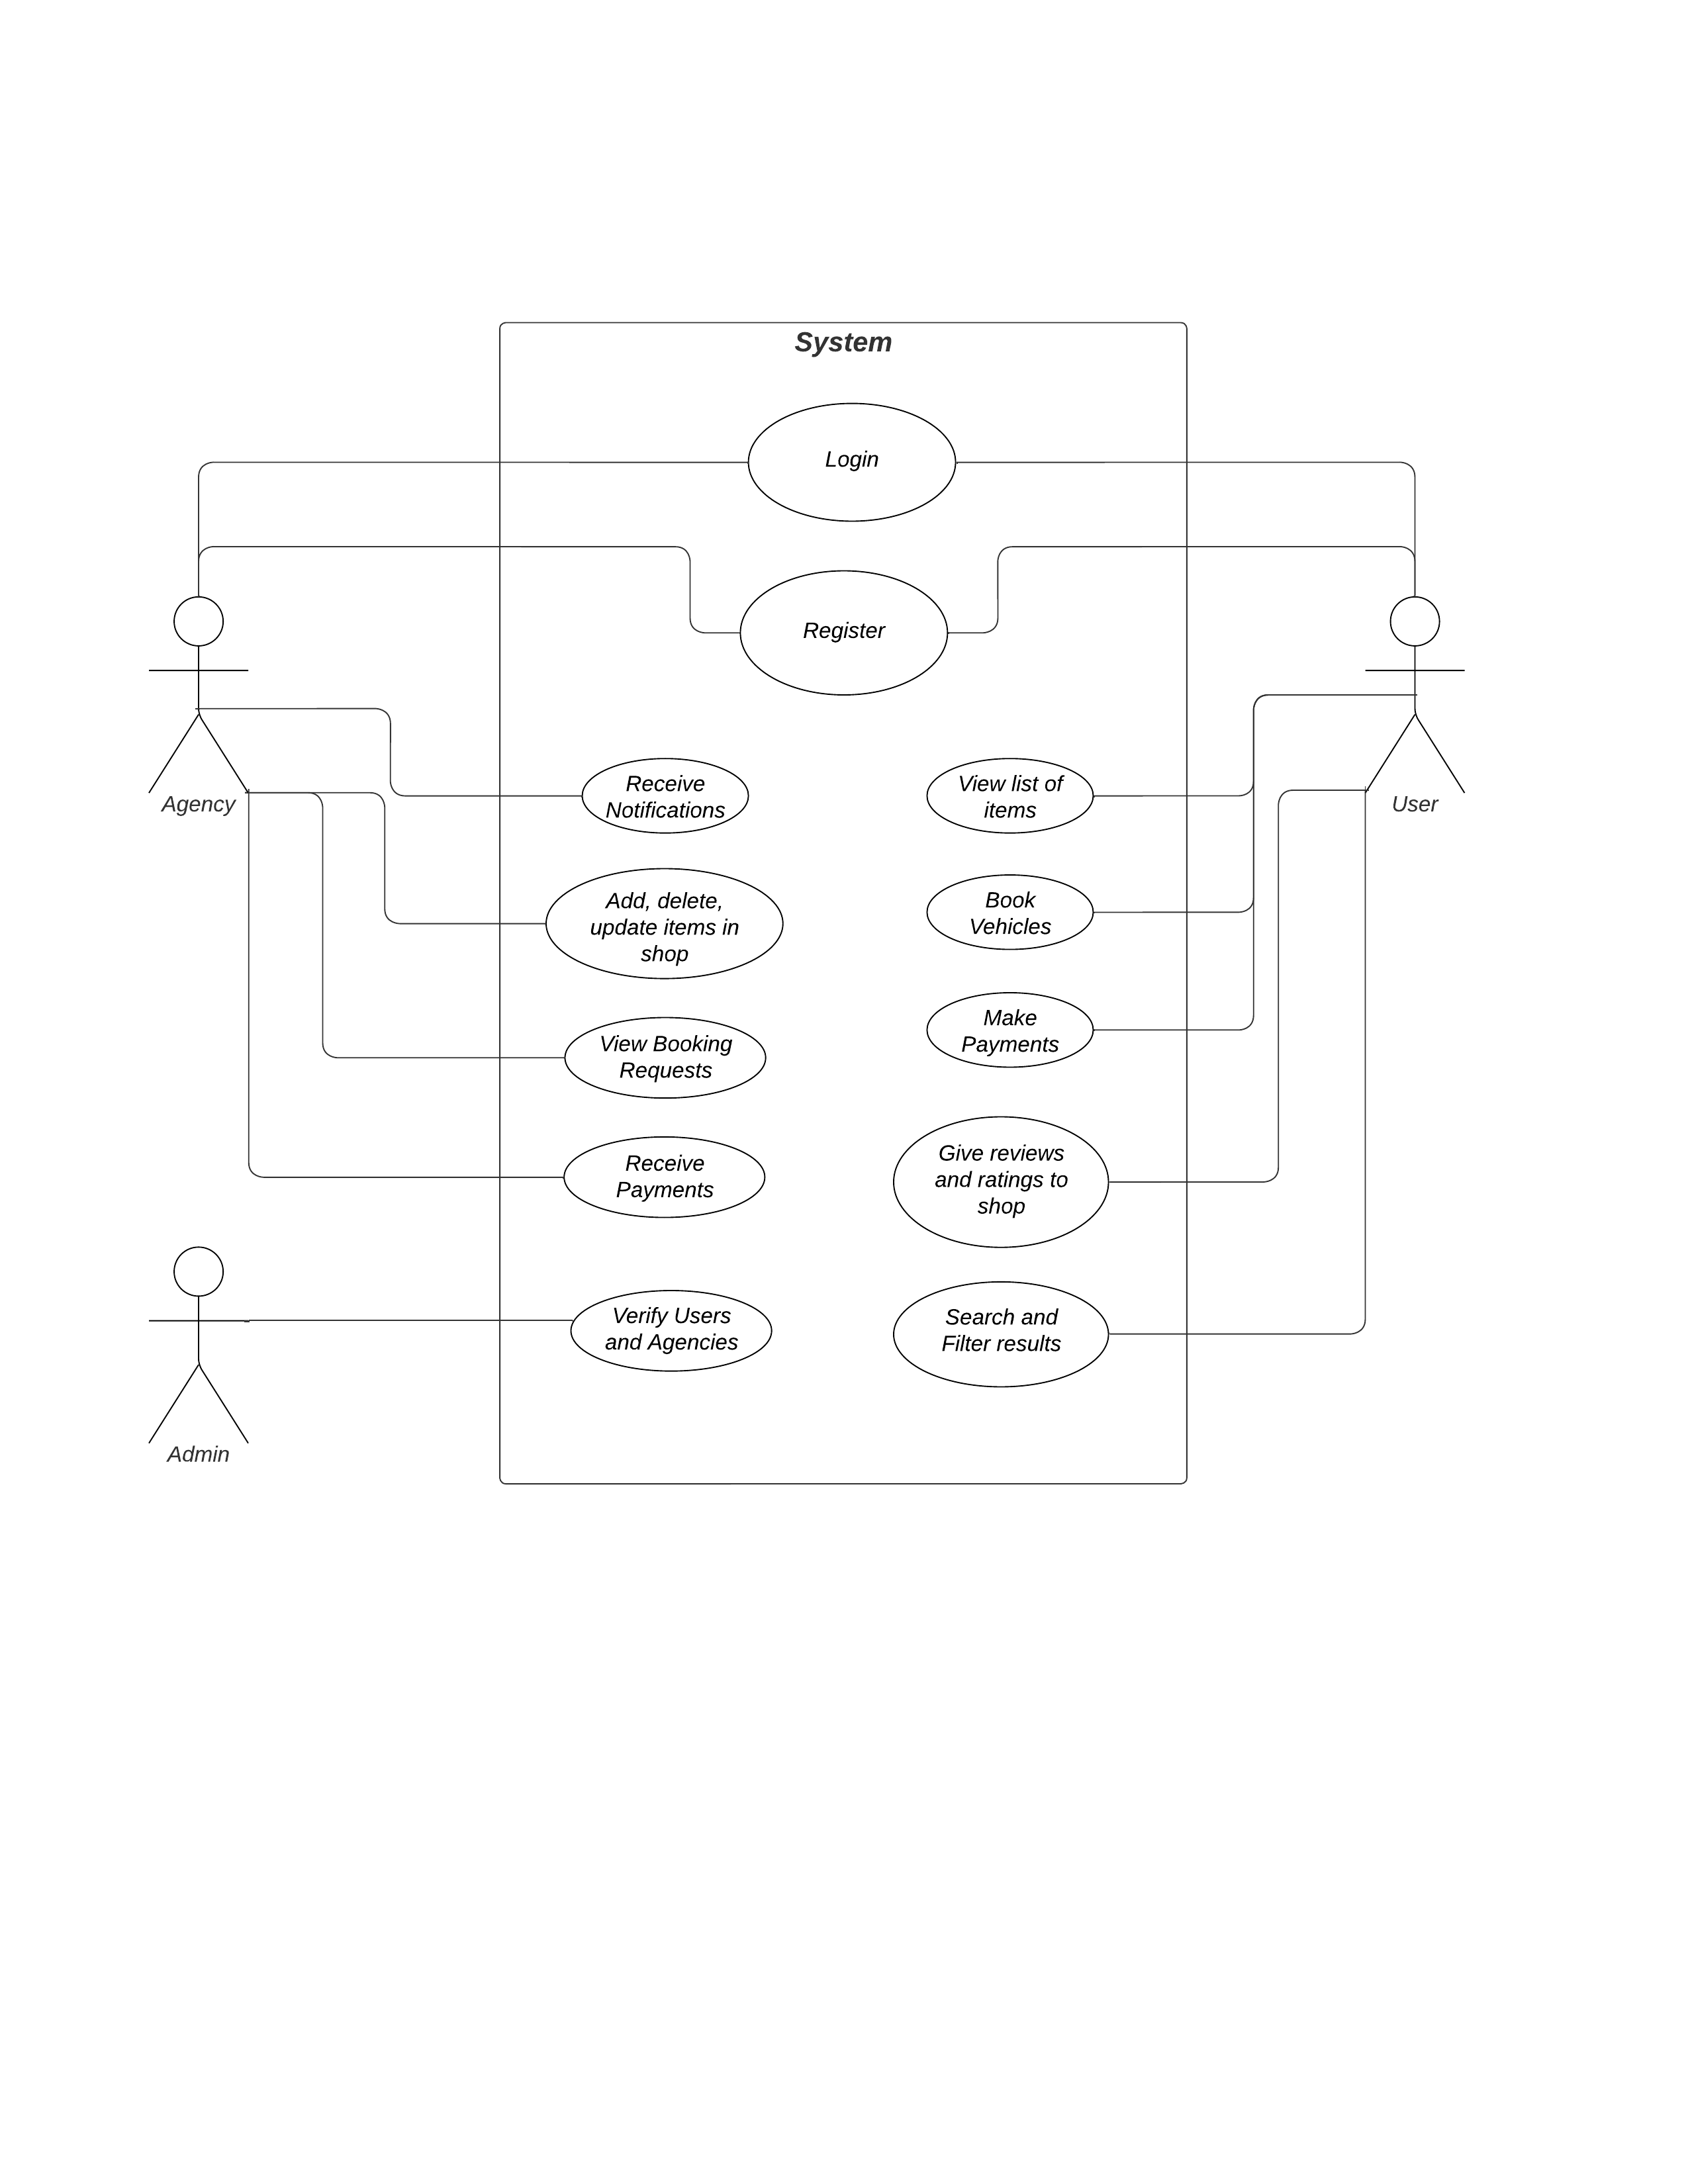 System
Login
Register
Agency
User
Receive
Notifications
View list of
items
Add, delete,
update items in
shop
Book
Vehicles
View Booking
Requests
Make
Payments
Receive
Payments
Give reviews
and ratings to
shop
Verify Users
and Agencies
Search and
Filter results
Admin